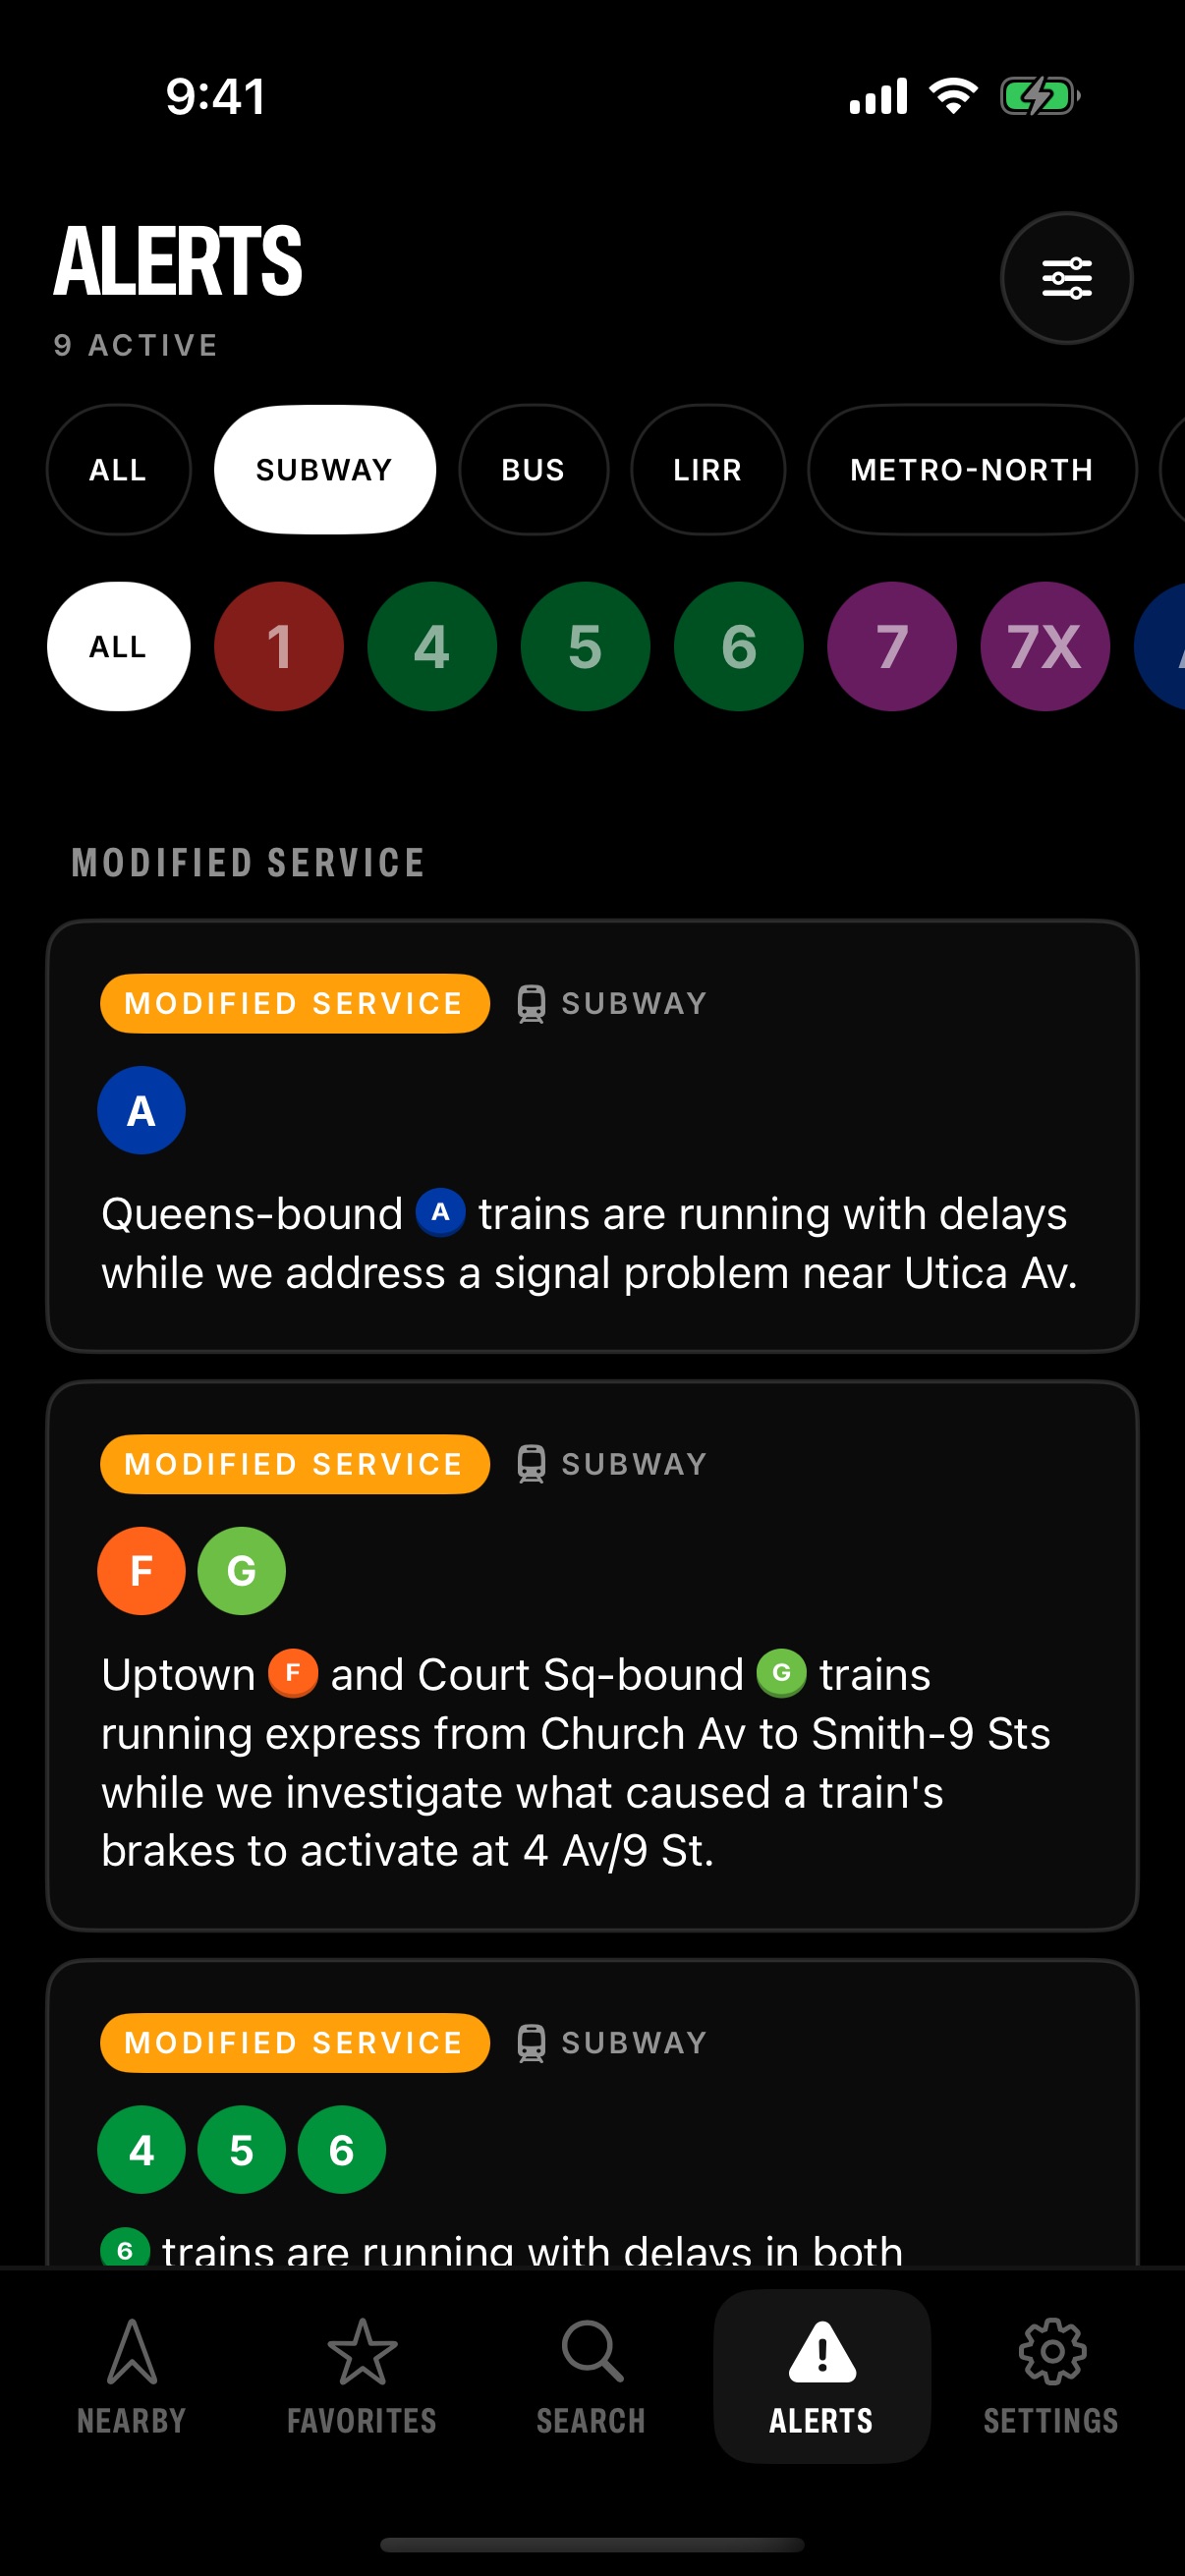 9:41
ALERTS
9 ACTIVE
ALL SUBWAY BUS LIRR METRO-NORTH
ALL 1 4 5 6 7 7X
MODIFIED SERVICE
MODIFIED SERVICE SUBWAY
A
Queens-bound A trains are running with delays
while we address a signal problem near Utica Av.
MODIFIED SERVICE SUBWAY
F G
Uptown F and Court Sq-bound G trains
running express from Church Av to Smith-9 Sts
while we investigate what caused a train's
brakes to activate at 4 Av/9 St.
MODIFIED SERVICE SUBWAY
4 5 6
6 trains are running with delays in both
NEARBY FAVORITES SEARCH ALERTS SETTINGS